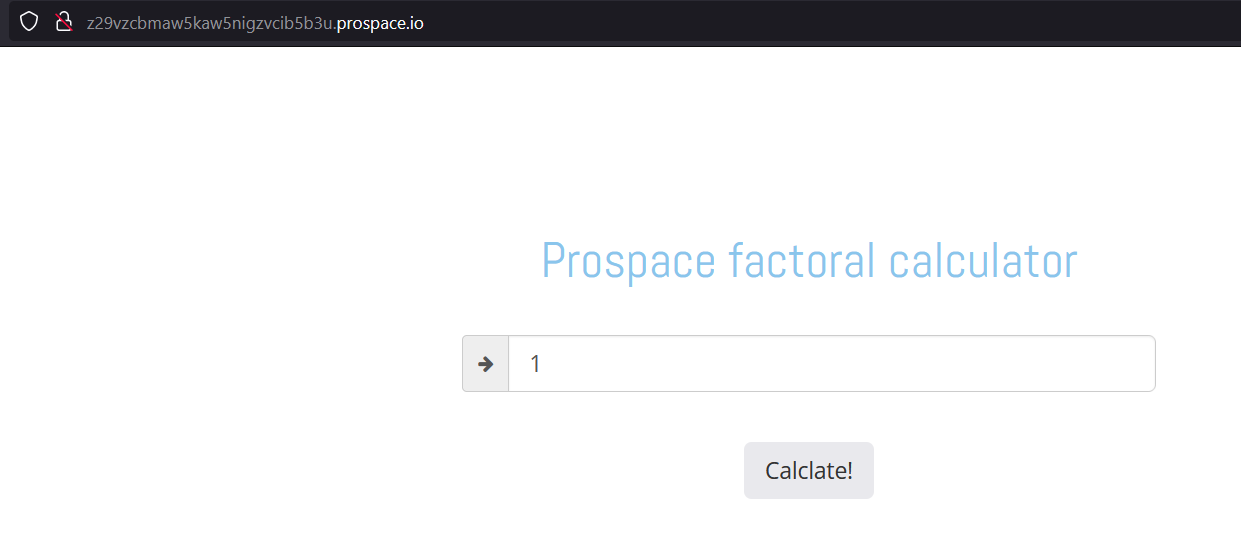 z29vzcbmaw5kaw5nigzvcib5b3u.prospace.io
Prospace factoral calculator
1
Calclate!